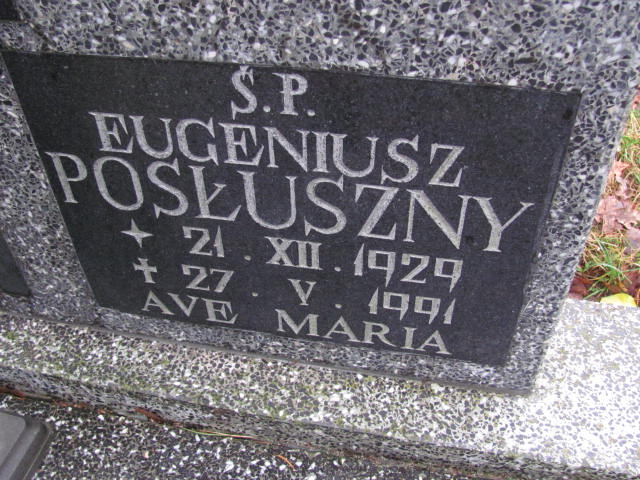 Ś.P.
EUGENIUSZ
POSŁUSZNY
21 . XII . 1929
† 27 . V . 1991
AVE MARIA